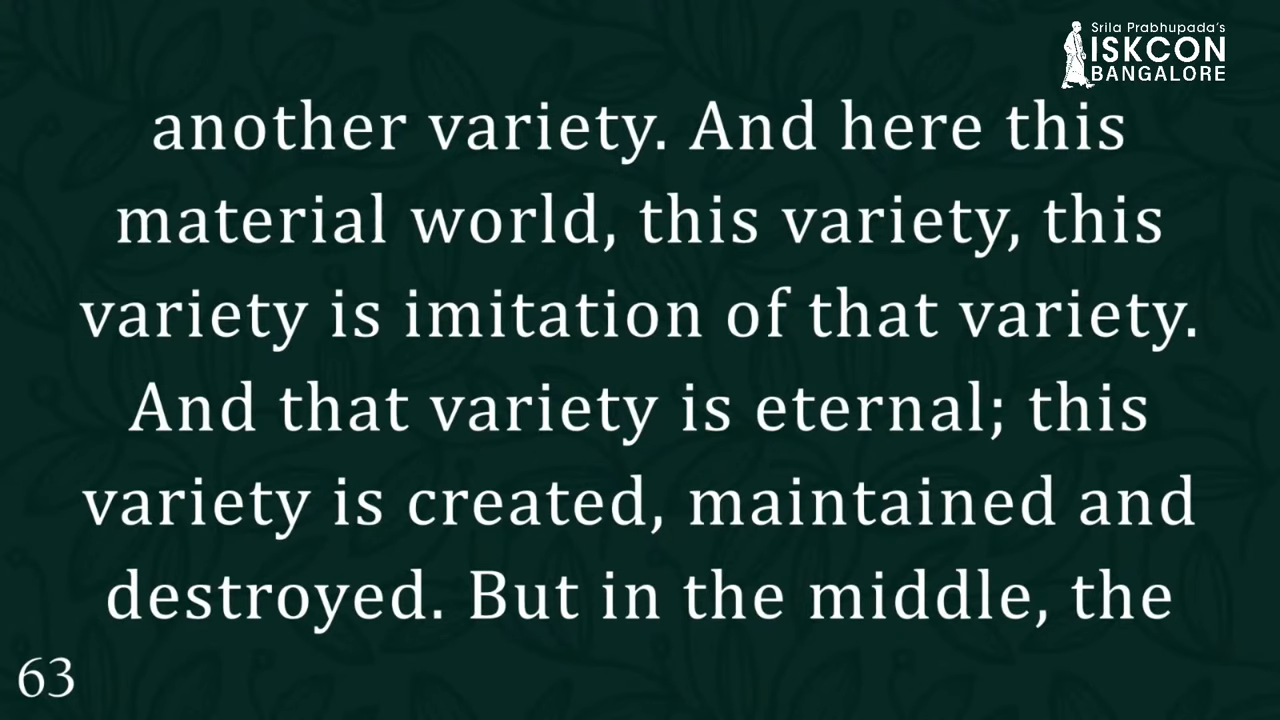 Srila Prabhupada's
ISKCON
BANGALORE
another variety. And here this
material world, this variety, this
variety is imitation of that variety.
And that variety is eternal; this
variety is created, maintained and
destroyed. But in the middle, the
63